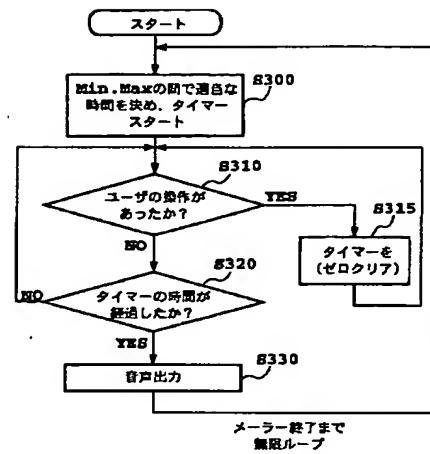 スタート
S300
Min.Maxの間で適当な
時間を決め、タイマー
スタート
S310
ユーザの操作が
あったか?
YES
S315
タイマーを
(ゼロクリア)
NO
S320
タイマーの時間が
経過したか?
NO
YES
S330
音声出力
メーラー終了まで
無限ループ